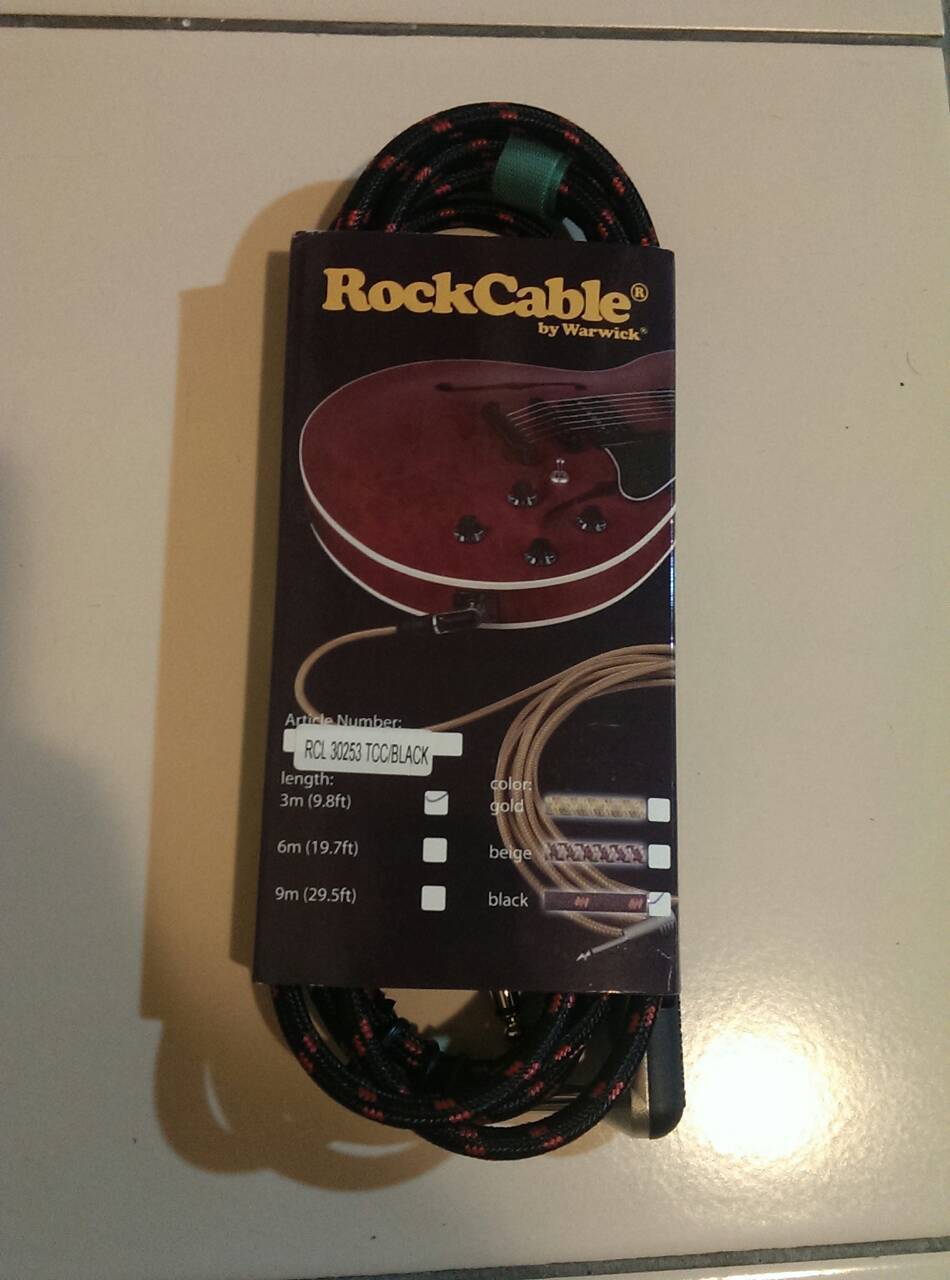 RockCable®
by Warwick®
Article Number:
RCL 30253 TCC/BLACK
length:
3m (9.8ft)
6m (19.7ft)
9m (29.5ft)
color:
gold
beige
black